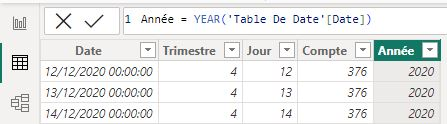 1 Année = YEAR('Table De Date'[Date])
Date Trimestre Jour Compte Année
12/12/2020 00:00:00 4 12 376 2020
13/12/2020 00:00:00 4 13 376 2020
14/12/2020 00:00:00 4 14 376 2020